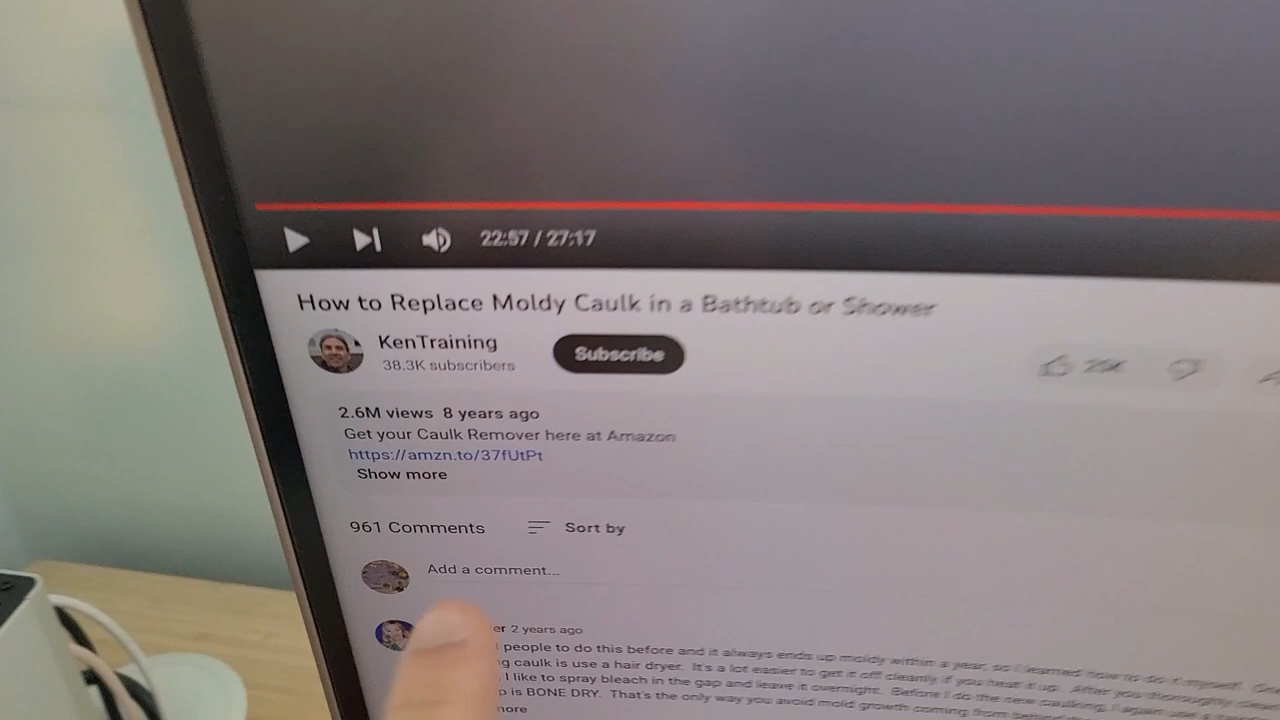 22:57 / 27:17
How to Replace Moldy Caulk in a Bathtub or Shower
KenTraining
Subscribe
38.3K subscribers
2.6M views 8 years ago
Get your Caulk Remover here at Amazon
https://amzn.to/37fUtPt
Show more
961 Comments
Sort by
Add a comment...
er 2 years ago
people to do this before and it always ends up moldy within a year, so I learned how to do it myself!
g caulk is use a hair dryer. It's a lot easier to get it off cleanly if you heat it up. After you thoroughly clean
I like to spray bleach in the gap and leave it overnight. Before I do the new caulking, I again
p is BONE DRY. That's the only way you avoid mold growth coming from
more